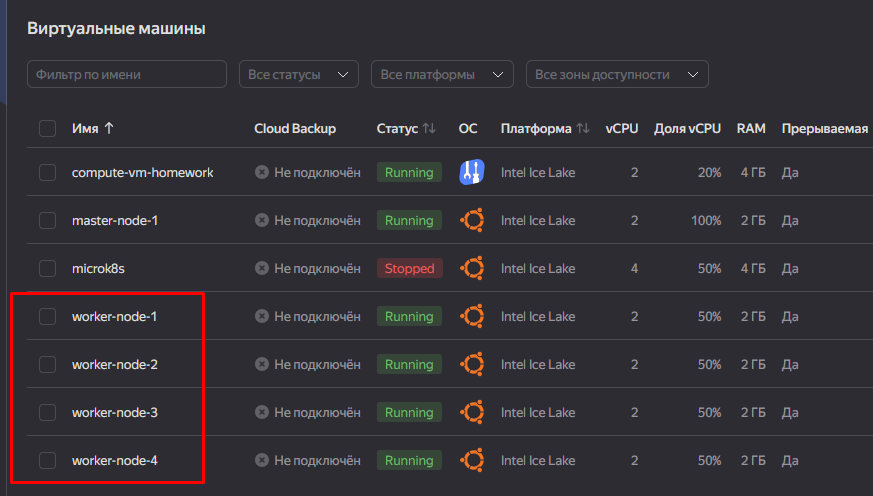 Виртуальные машины
Фильтр по имени Все статусы Все платформы Все зоны доступности
Имя ↑ Cloud Backup Статус ОС Платформа vCPU Доля vCPU RAM Прерываемая
compute-vm-homework Не подключён Running Intel Ice Lake 2 20% 4 ГБ Да
master-node-1 Не подключён Running Intel Ice Lake 2 100% 2 ГБ Да
microk8s Не подключён Stopped Intel Ice Lake 4 50% 4 ГБ Да
worker-node-1 Не подключён Running Intel Ice Lake 2 50% 2 ГБ Да
worker-node-2 Не подключён Running Intel Ice Lake 2 50% 2 ГБ Да
worker-node-3 Не подключён Running Intel Ice Lake 2 50% 2 ГБ Да
worker-node-4 Не подключён Running Intel Ice Lake 2 50% 2 ГБ Да